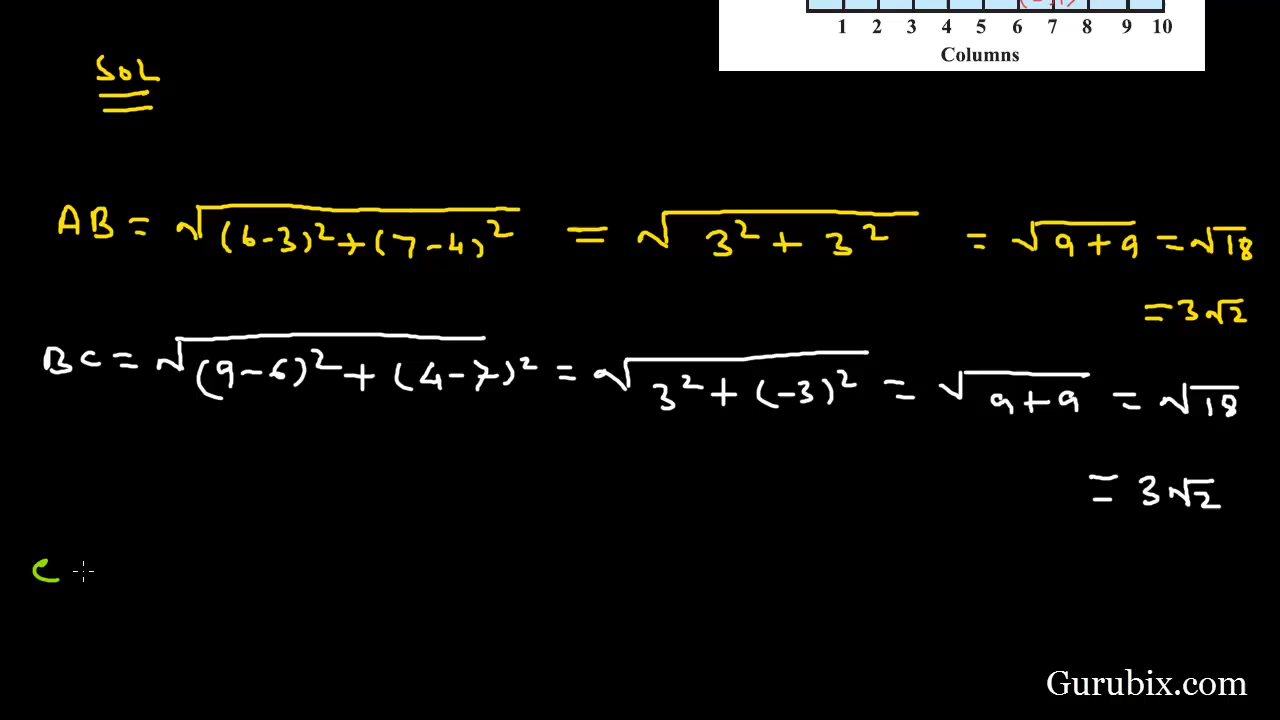 1 2 3 4 5 6 7 8 9 10
Columns
SOL
AB = √(6-3)²+(7-4)² = √3²+3² = √9+9 = √18
= 3√2
BC = √(9-6)²+(4-7)² = √3²+(-3)² = √9+9 = √18
= 3√2
C
Gurubix.com